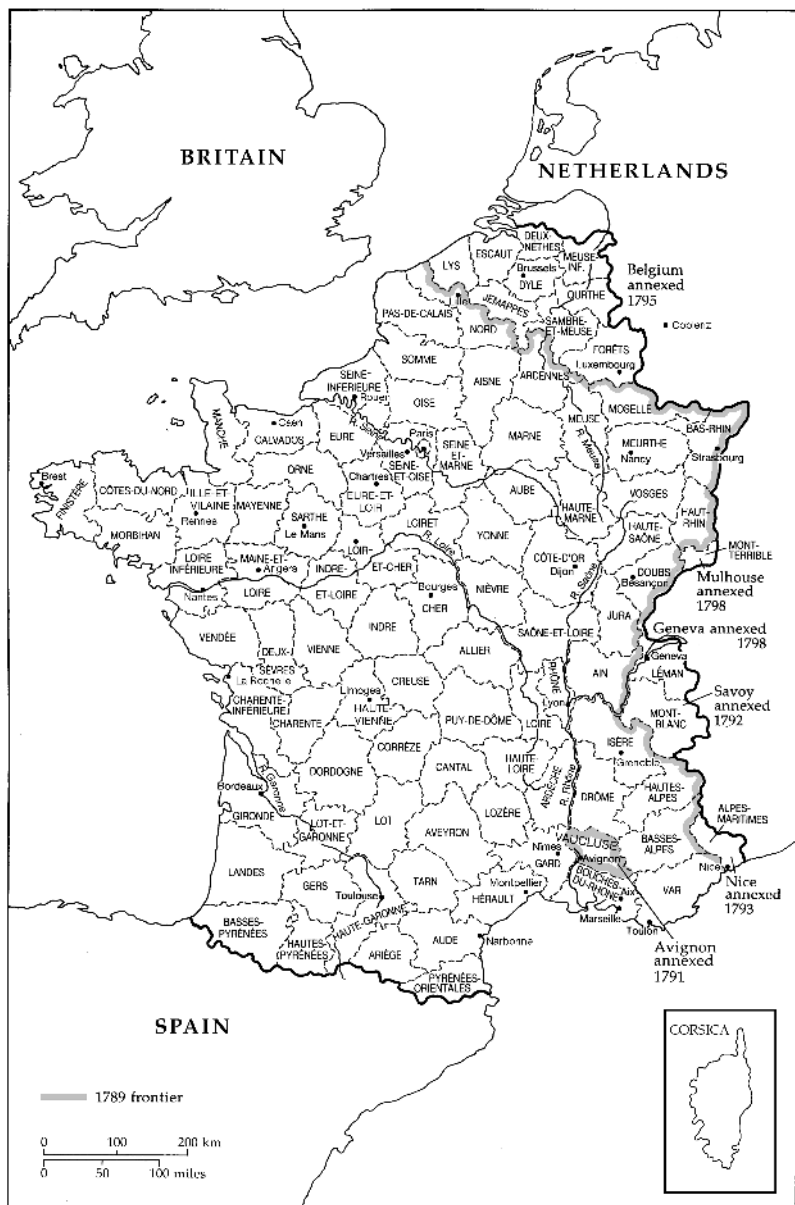 BRITAIN
NETHERLANDS
DEUX-
NÈTHES
ESCAUT
LYS
MEUSE-
INF.
Brussels
DYLE
Belgium
annexed
1795
OURTHE
JEMAPPES
Lille
PAS-DE-CALAIS
NORD
SAMBRE-
ET-MEUSE
Coblenz
FORÊTS
Luxembourg
SOMME
AISNE
ARDENNES
SEINE-
INFÉRIEURE
Rouen
OISE
MOSELLE
BAS-RHIN
MANCHE
Caen
CALVADOS
EURE
R. Seine
Paris
Versailles
SEINE-
ET-OISE
SEINE
ET
MARNE
MARNE
MEUSE
R. Meuse
MEURTHE
Nancy
Strasbourg
Brest
FINISTÈRE
CÔTES-DU-NORD
ILLE-ET-
VILAINE
Rennes
MAYENNE
ORNE
Chartres
EURE-ET-
LOIR
AUBE
HAUTE-
MARNE
VOSGES
HAUT-
RHIN
MORBIHAN
SARTHE
Le Mans
LOIRET
YONNE
HAUTE-
SAÔNE
MONT-
TERRIBLE
LOIRE
INFÉRIEURE
MAINE-ET-
Angers
LOIRE
Nantes
INDRE-
ET-LOIRE
LOIR-
ET-CHER
R. Loire
CÔTE-D'OR
Dijon
R. Saône
DOUBS
Besançon
Mulhouse
annexed
1798
Bourges
CHER
NIÈVRE
VENDÉE
DEUX-
SÈVRES
VIENNE
INDRE
SAÔNE-ET-LOIRE
JURA
Geneva annexed
1798
Geneva
ALLIER
La Rochelle
CHARENTE-
INFÉRIEURE
Limoges
HAUTE-
VIENNE
CREUSE
RHÔNE
Lyon
AIN
LÉMAN
Savoy
annexed
1792
MONT-
BLANC
CHARENTE
PUY-DE-DÔME
LOIRE
ISÈRE
Grenoble
CORRÈZE
R. Garonne
Bordeaux
DORDOGNE
CANTAL
HAUTE-
LOIRE
ARDÈCHE
R. Rhône
DRÔME
HAUTES-
ALPES
GIRONDE
LOT-ET-
GARONNE
LOT
AVEYRON
LOZÈRE
VAUCLUSE
BASSES-
ALPES
ALPES-
MARITIMES
Nîmes
GARD
Avignon
Nice
Nice
annexed
1793
LANDES
GERS
TARN
Montpellier
HÉRAULT
BOUCHES-
DU-RHÔNE
Aix
VAR
Toulouse
Marseille
Toulon
BASSES-
PYRÉNÉES
HAUTES-
PYRÉNÉES
HAUTE-GARONNE
ARIÈGE
AUDE
Narbonne
Avignon
annexed
1791
PYRÉNÉES-
ORIENTALES
SPAIN
CORSICA
1789 frontier
0 100 200 km
0 50 100 miles